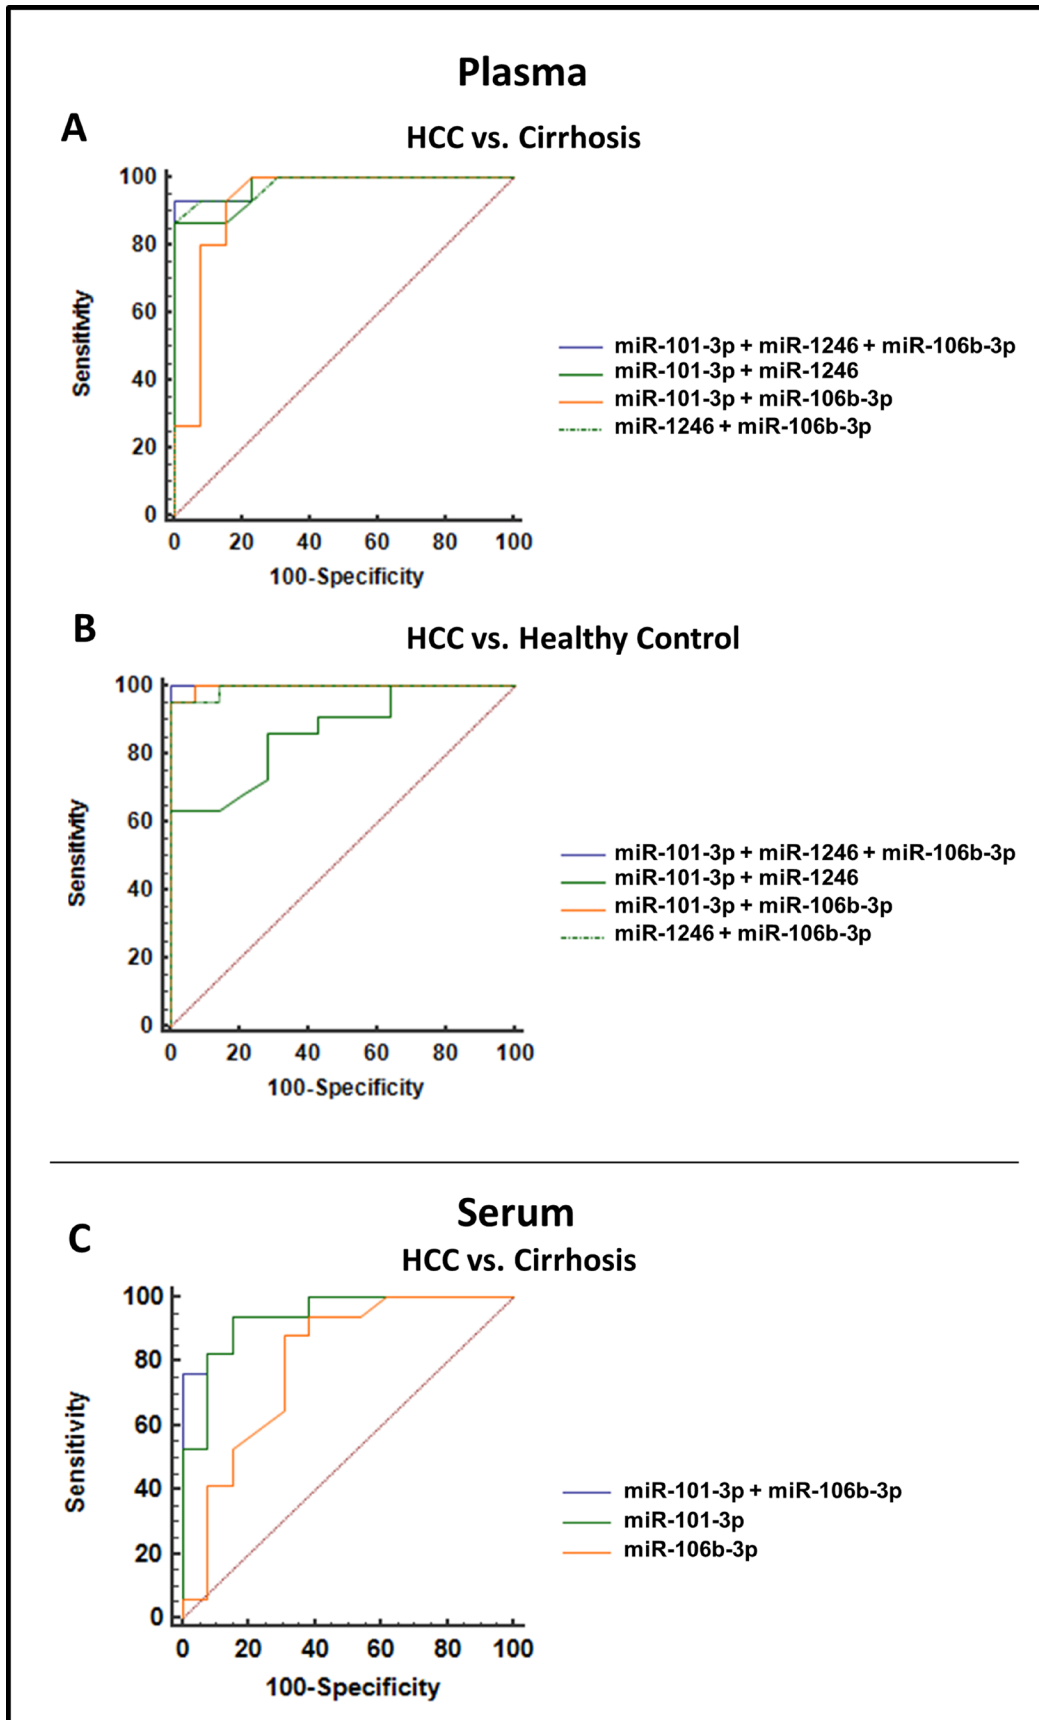 Plasma
A
HCC vs. Cirrhosis
100
80
60
40
20
0
Sensitivity
0 20 40 60 80 100
100-Specificity
miR-101-3p + miR-1246 + miR-106b-3p
miR-101-3p + miR-1246
miR-101-3p + miR-106b-3p
miR-1246 + miR-106b-3p
B
HCC vs. Healthy Control
100
80
60
40
20
0
Sensitivity
0 20 40 60 80 100
100-Specificity
miR-101-3p + miR-1246 + miR-106b-3p
miR-101-3p + miR-1246
miR-101-3p + miR-106b-3p
miR-1246 + miR-106b-3p
Serum
C
HCC vs. Cirrhosis
100
80
60
40
20
0
Sensitivity
0 20 40 60 80 100
100-Specificity
miR-101-3p + miR-106b-3p
miR-101-3p
miR-106b-3p